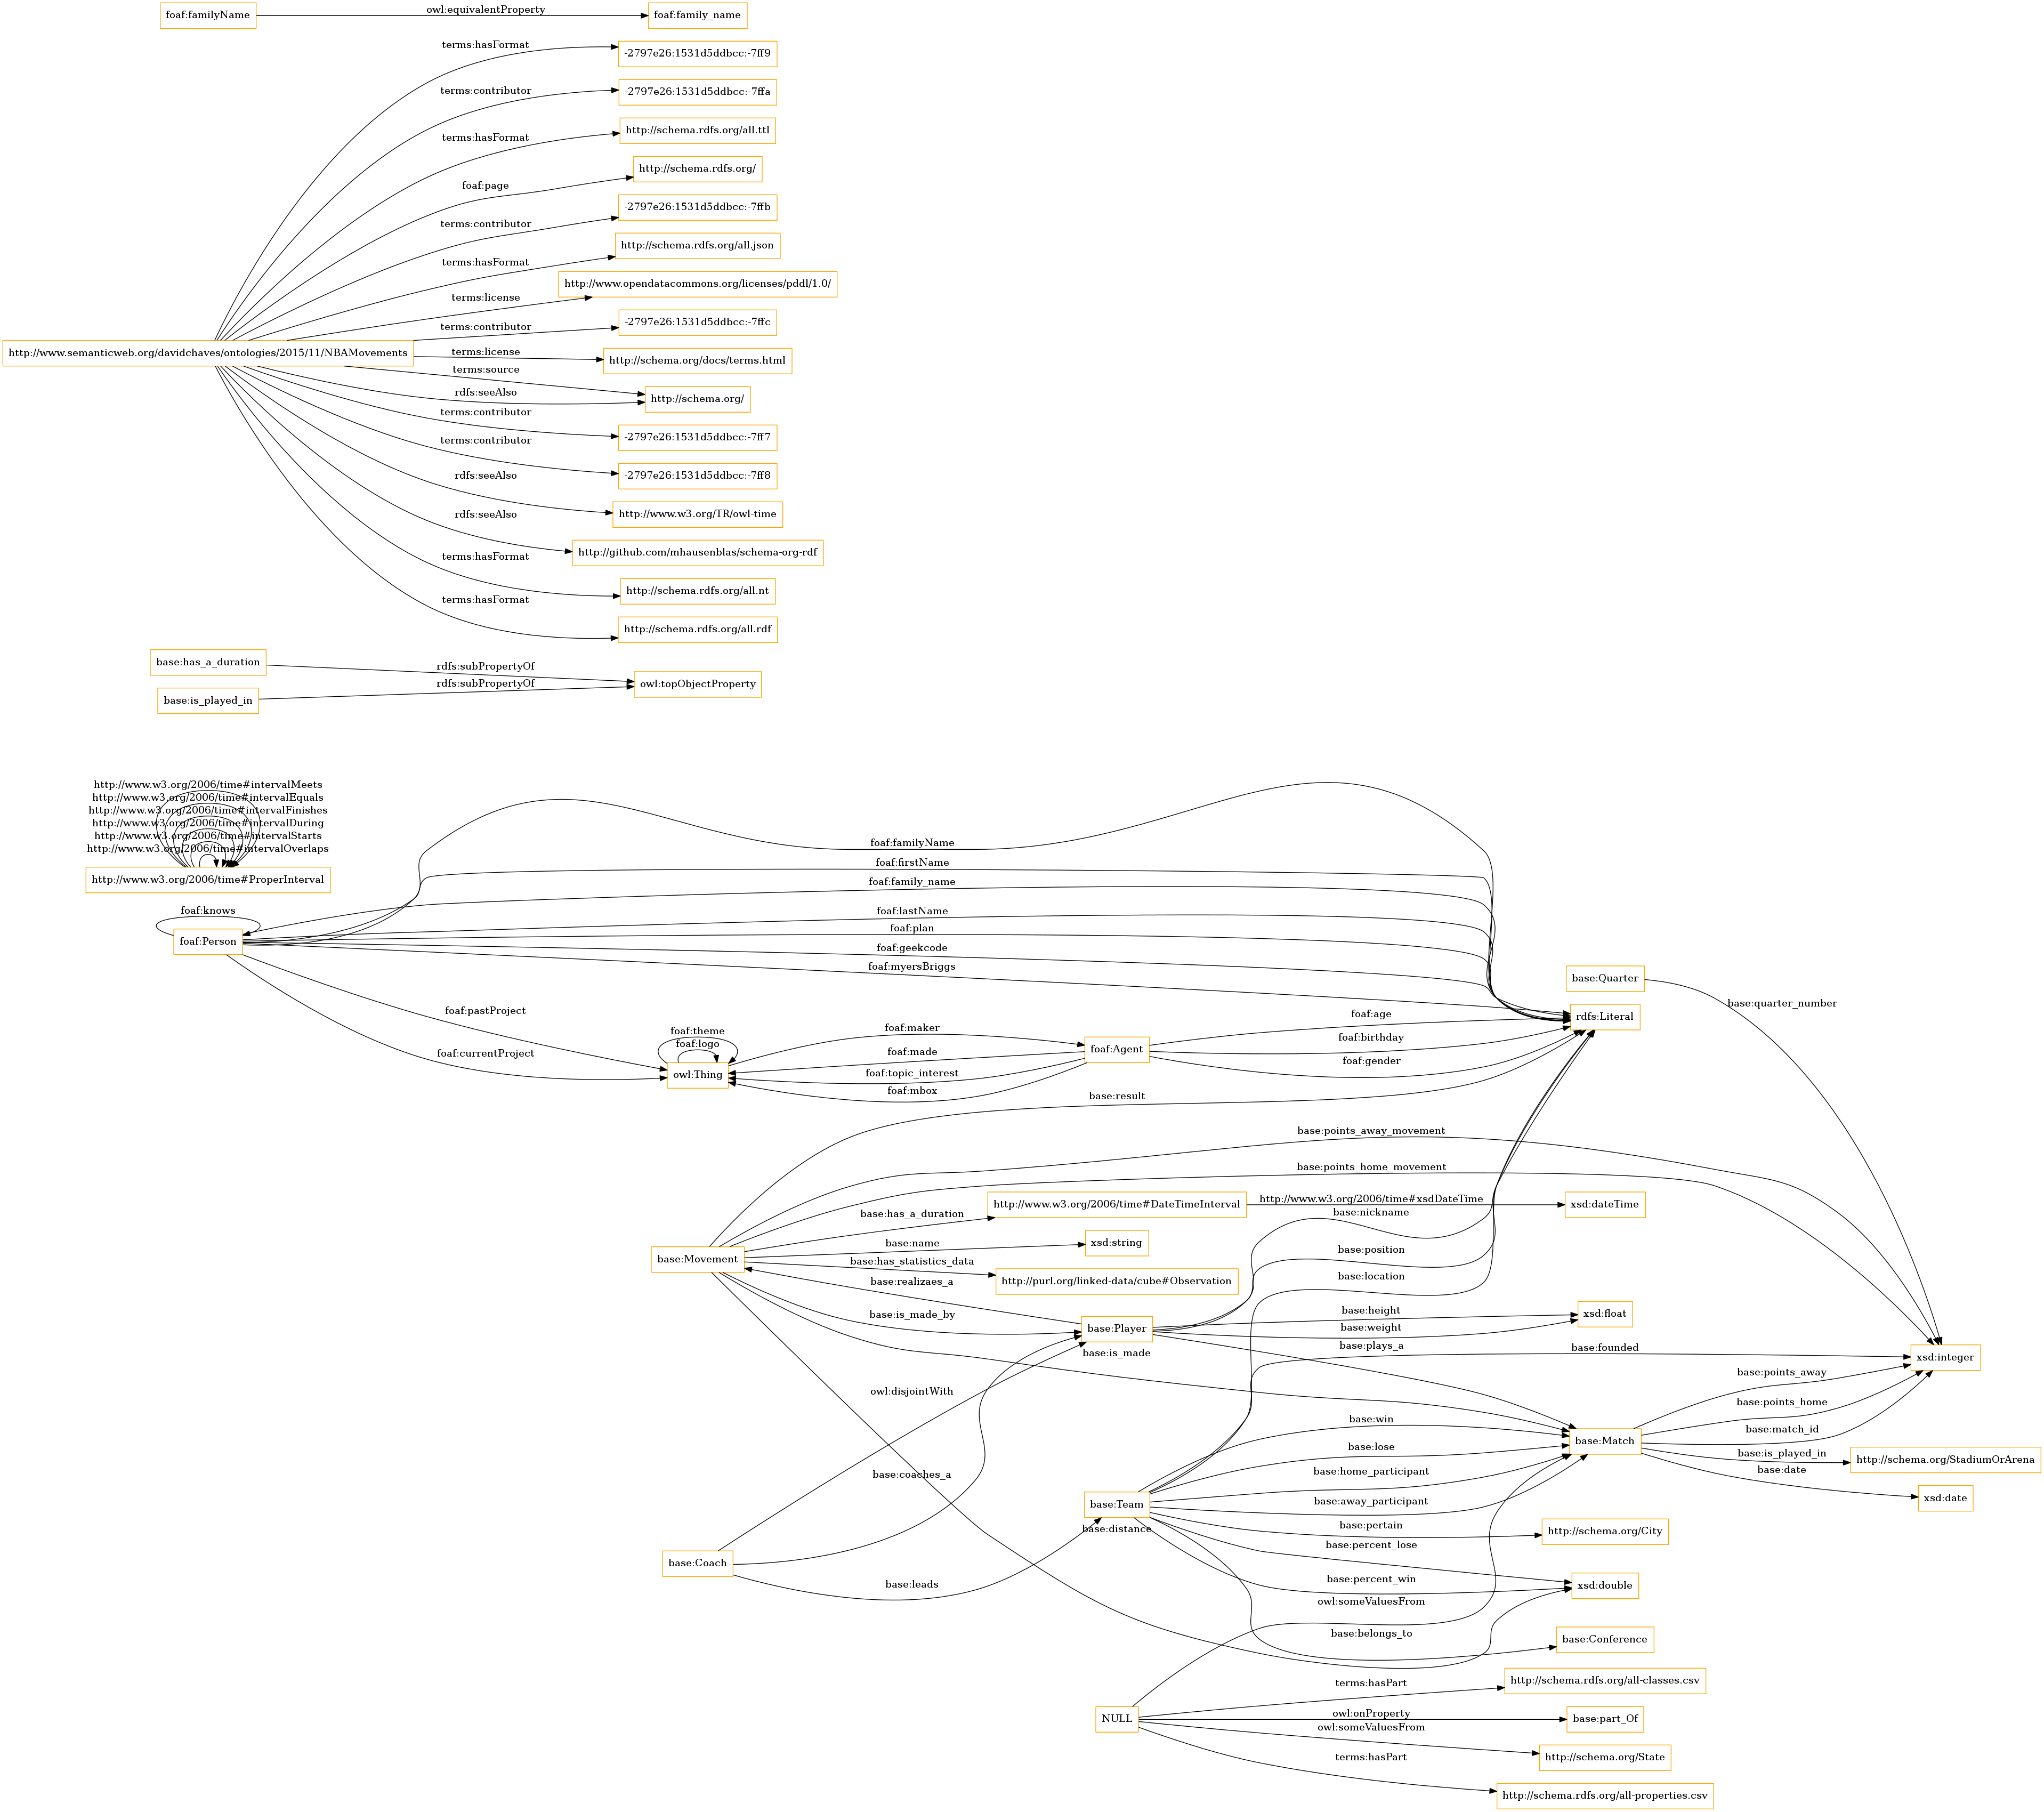 foaf:familyName
owl:equivalentProperty
foaf:family_name
terms:hasFormat
-2797e26:1531d5ddbcc:-7ff9
terms:contributor
-2797e26:1531d5ddbcc:-7ffa
terms:hasFormat
http://schema.rdfs.org/all.ttl
foaf:page
http://schema.rdfs.org/
terms:contributor
-2797e26:1531d5ddbcc:-7ffb
terms:hasFormat
http://schema.rdfs.org/all.json
terms:license
http://www.opendatacommons.org/licenses/pddl/1.0/
terms:contributor
-2797e26:1531d5ddbcc:-7ffc
http://www.semanticweb.org/davidchaves/ontologies/2015/11/NBAMovements
terms:license
http://schema.org/docs/terms.html
terms:source
rdfs:seeAlso
http://schema.org/
terms:contributor
-2797e26:1531d5ddbcc:-7ff7
terms:contributor
-2797e26:1531d5ddbcc:-7ff8
rdfs:seeAlso
http://www.w3.org/TR/owl-time
rdfs:seeAlso
http://github.com/mhausenblas/schema-org-rdf
terms:hasFormat
http://schema.rdfs.org/all.nt
terms:hasFormat
http://schema.rdfs.org/all.rdf
base:has_a_duration
rdfs:subPropertyOf
owl:topObjectProperty
base:is_played_in
rdfs:subPropertyOf
http://www.w3.org/2006/time#intervalMeets
http://www.w3.org/2006/time#intervalEquals
http://www.w3.org/2006/time#intervalFinishes
http://www.w3.org/2006/time#intervalDuring
http://www.w3.org/2006/time#intervalStarts
http://www.w3.org/2006/time#intervalOverlaps
http://www.w3.org/2006/time#ProperInterval
foaf:familyName
foaf:firstName
foaf:family_name
foaf:knows
foaf:Person
foaf:lastName
foaf:plan
foaf:geekcode
foaf:myersBriggs
foaf:pastProject
foaf:currentProject
base:Quarter
base:quarter_number
rdfs:Literal
foaf:theme
foaf:logo
owl:Thing
foaf:maker
foaf:made
foaf:topic_interest
foaf:mbox
foaf:Agent
foaf:age
foaf:birthday
foaf:gender
base:result
base:points_away_movement
base:points_home_movement
base:Movement
base:has_a_duration
http://www.w3.org/2006/time#DateTimeInterval
http://www.w3.org/2006/time#xsdDateTime
xsd:dateTime
base:nickname
base:name
xsd:string
base:has_statistics_data
http://purl.org/linked-data/cube#Observation
base:position
base:location
base:realizaes_a
base:is_made_by
base:Player
base:height
base:weight
xsd:float
base:plays_a
base:is_made
base:founded
xsd:integer
owl:disjointWith
base:win
base:lose
base:home_participant
base:away_participant
base:Match
base:points_away
base:points_home
base:match_id
base:is_played_in
http://schema.org/StadiumOrArena
base:date
xsd:date
base:coaches_a
base:Team
base:distance
base:pertain
http://schema.org/City
base:percent_lose
base:Coach
base:leads
base:percent_win
xsd:double
owl:someValuesFrom
base:belongs_to
base:Conference
NULL
terms:hasPart
http://schema.rdfs.org/all-classes.csv
owl:onProperty
base:part_Of
owl:someValuesFrom
http://schema.org/State
terms:hasPart
http://schema.rdfs.org/all-properties.csv